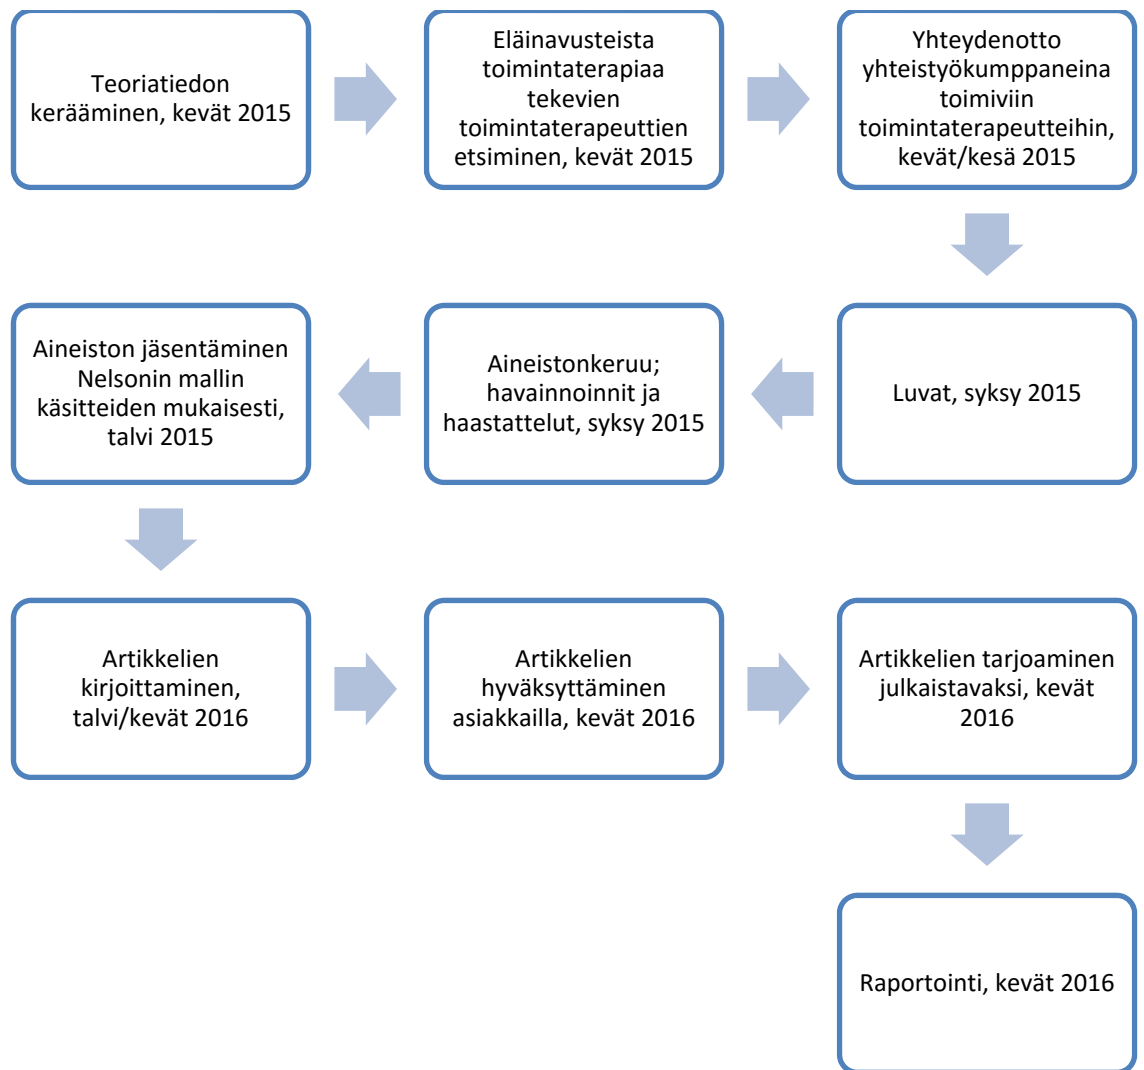 Teoriatiedon
kerääminen, kevät 2015
Eläinavusteista
toimintaterapiaa
tekevien
toimintaterapeuttien
etsiminen, kevät 2015
Yhteydenotto
yhteistyökumppaneina
toimiviin
toimintaterapeutteihin,
kevät/kesä 2015
Luvat, syksy 2015
Aineistonkeruu;
havainnoinnit ja
haastattelut, syksy 2015
Aineiston jäsentäminen
Nelsonin mallin
käsitteiden mukaisesti,
talvi 2015
Artikkelien
kirjoittaminen,
talvi/kevät 2016
Artikkelien
hyväksyttäminen
asiakkailla, kevät 2016
Artikkelien tarjoaminen
julkaistavaksi, kevät
2016
Raportointi, kevät 2016